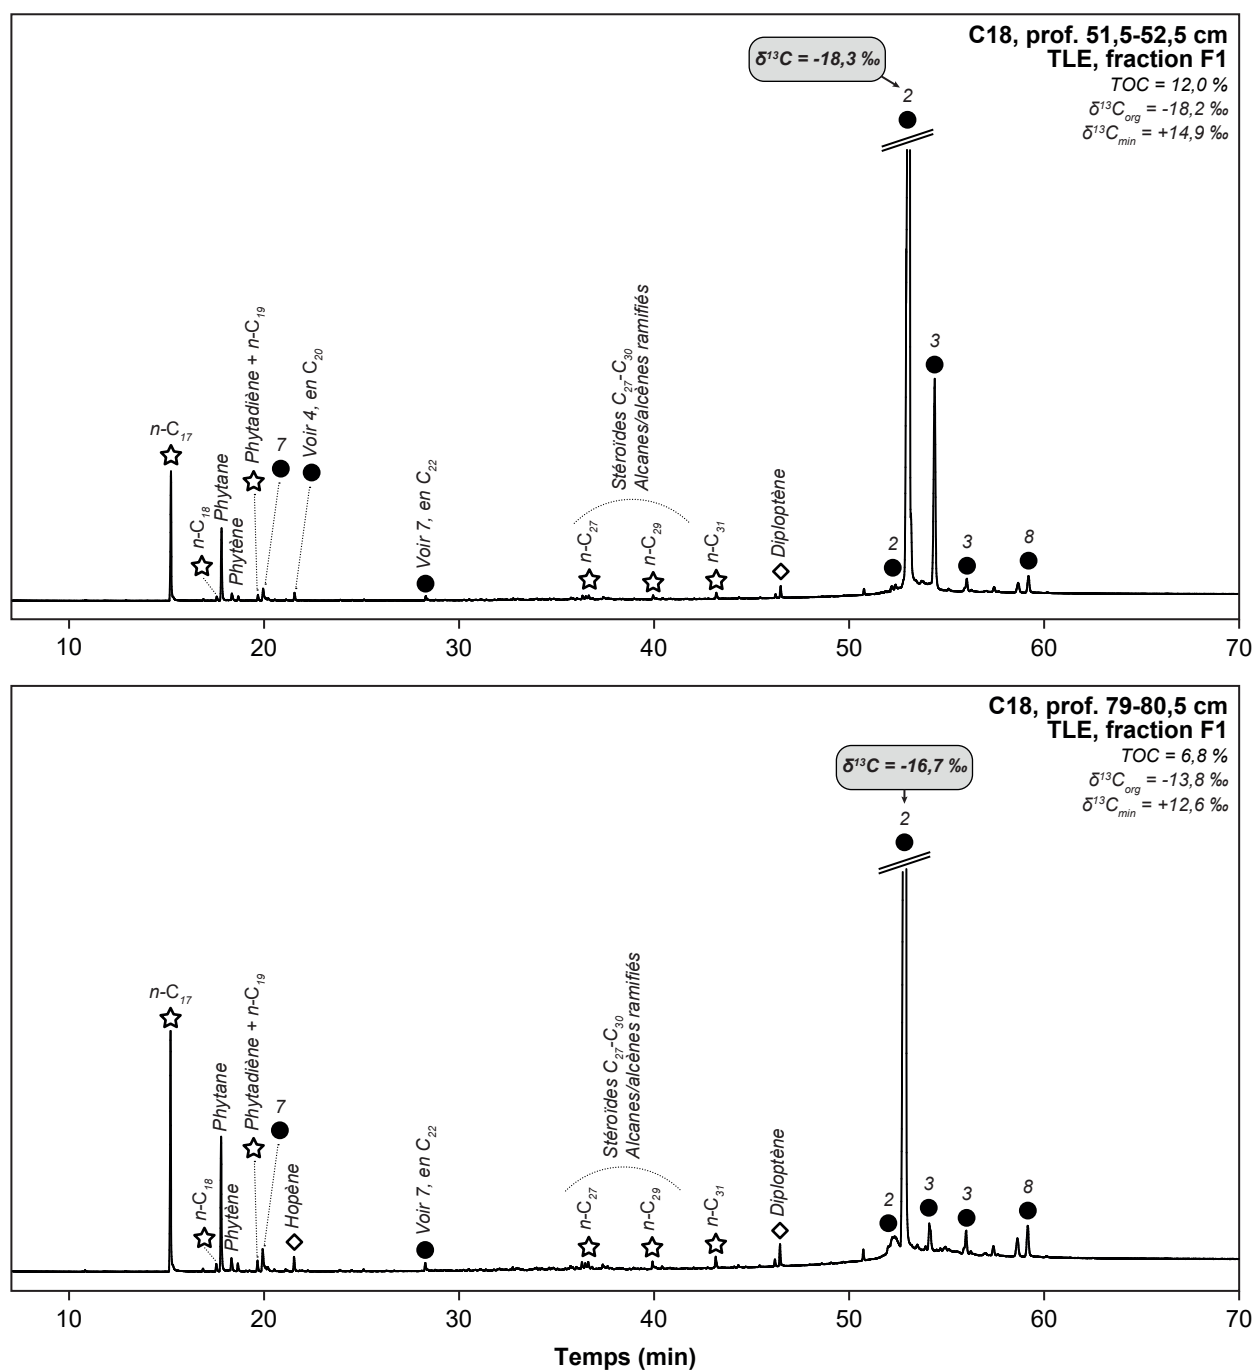 C18, prof. 51,5-52,5 cm
TLE, fraction F1
TOC = 12,0 %
δ¹³Corg = -18,2 ‰
δ¹³Cmin = +14,9 ‰
δ¹³C = -18,3 ‰
2
3
n-C17
n-C18
Phytane
Phytène
Phytadiène + n-C19
7
Voir 4, en C20
Voir 7, en C22
Stéroïdes C27-C30
Alcanes/alcènes ramifiés
n-C27
n-C29
n-C31
Diploptène
2
3
8
10 20 30 40 50 60 70
C18, prof. 79-80,5 cm
TLE, fraction F1
TOC = 6,8 %
δ¹³Corg = -13,8 ‰
δ¹³Cmin = +12,6 ‰
δ¹³C = -16,7 ‰
2
n-C17
n-C18
Phytane
Phytène
Phytadiène + n-C19
7
Hopène
Voir 7, en C22
Stéroïdes C27-C30
Alcanes/alcènes ramifiés
n-C27
n-C29
n-C31
Diploptène
2
3
3
8
10 20 30 40 50 60 70
Temps (min)